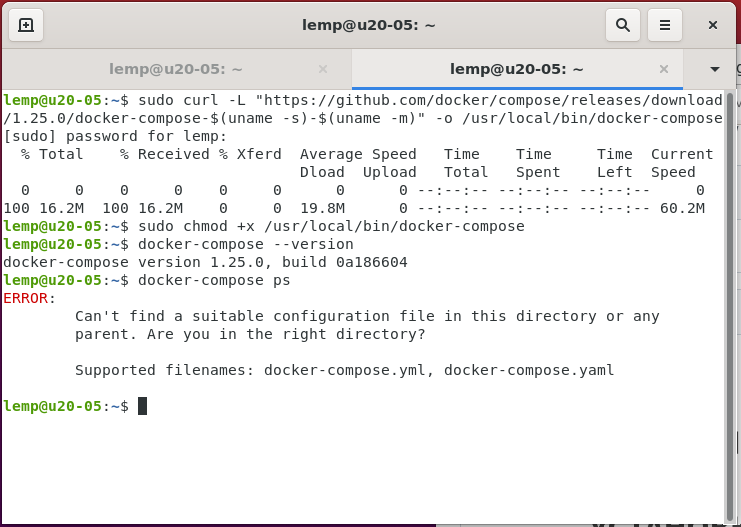 lemp@u20-05: ~
lemp@u20-05: ~
lemp@u20-05: ~
lemp@u20-05:~$ sudo curl -L "https://github.com/docker/compose/releases/download
/1.25.0/docker-compose-$(uname -s)-$(uname -m)" -o /usr/local/bin/docker-compose
[sudo] password for lemp:
  % Total    % Received % Xferd  Average Speed   Time    Time     Time  Current
                                 Dload  Upload   Total   Spent    Left  Speed
  0     0    0     0    0     0      0      0 --:--:-- --:--:-- --:--:--     0
100 16.2M  100 16.2M    0     0  19.8M      0 --:--:-- --:--:-- --:--:-- 60.2M
lemp@u20-05:~$ sudo chmod +x /usr/local/bin/docker-compose
lemp@u20-05:~$ docker-compose --version
docker-compose version 1.25.0, build 0a186604
lemp@u20-05:~$ docker-compose ps
ERROR:
        Can't find a suitable configuration file in this directory or any
        parent. Are you in the right directory?
        Supported filenames: docker-compose.yml, docker-compose.yaml
lemp@u20-05:~$